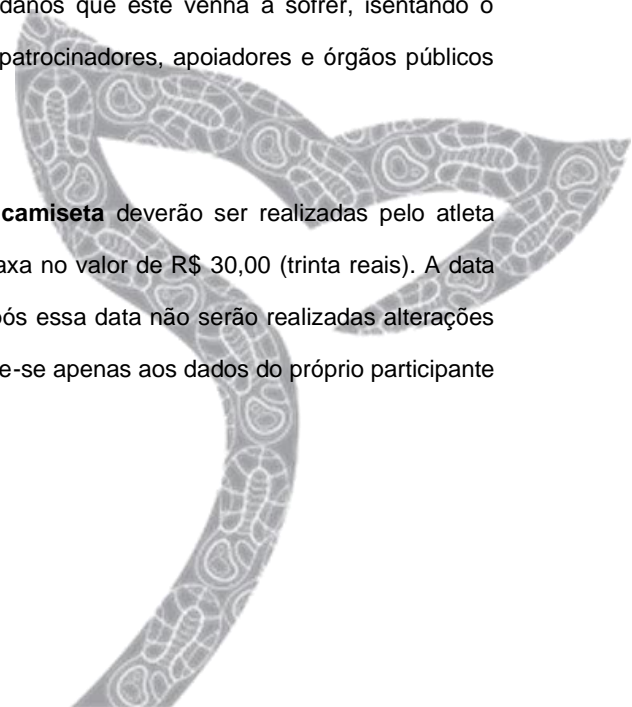 danos que este venha a sofrer, isentando o
patrocinadores, apoiadores e órgãos públicos
camiseta deverão ser realizadas pelo atleta
axa no valor de R$ 30,00 (trinta reais). A data
ós essa data não serão realizadas alterações
e-se apenas aos dados do próprio participante